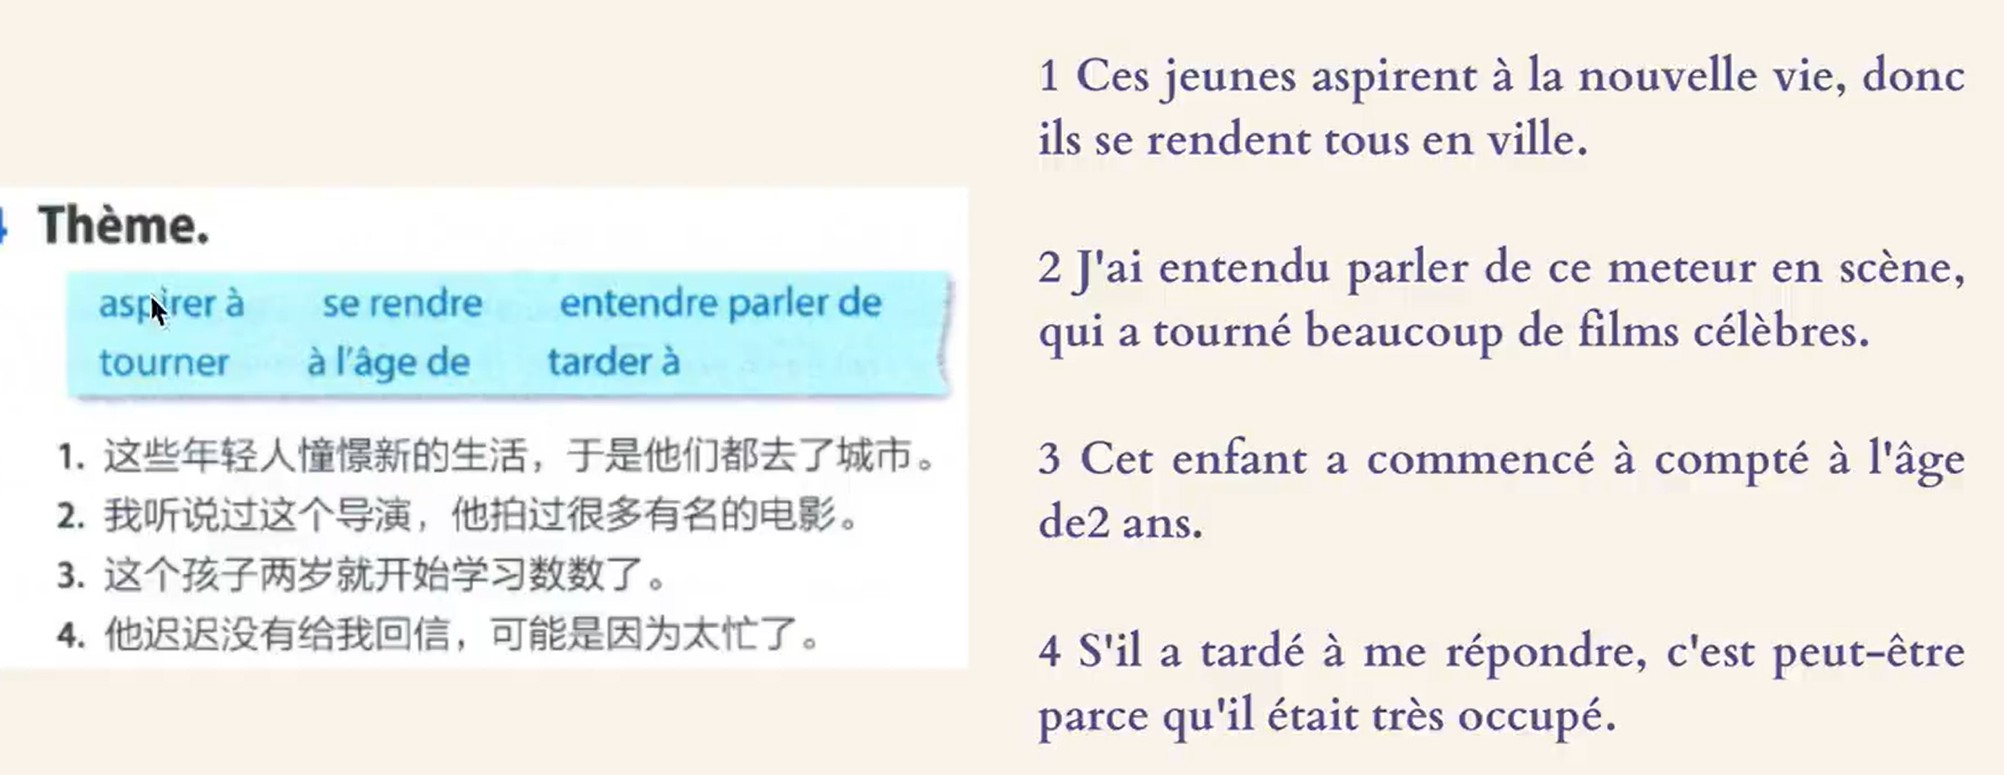 Thème.
aspirer à se rendre entendre parler de
tourner à l'âge de tarder à
1. 这些年轻人憧憬新的生活，于是他们都去了城市。
2. 我听说过这个导演，他拍过很多有名的电影。
3. 这个孩子两岁就开始学习数数了。
4. 他迟迟没有给我回信，可能是因为太忙了。
1 Ces jeunes aspirent à la nouvelle vie, donc
ils se rendent tous en ville.
2 J'ai entendu parler de ce meteur en scène,
qui a tourné beaucoup de films célèbres.
3 Cet enfant a commencé à compté à l'âge
de2 ans.
4 S'il a tardé à me répondre, c'est peut-être
parce qu'il était très occupé.